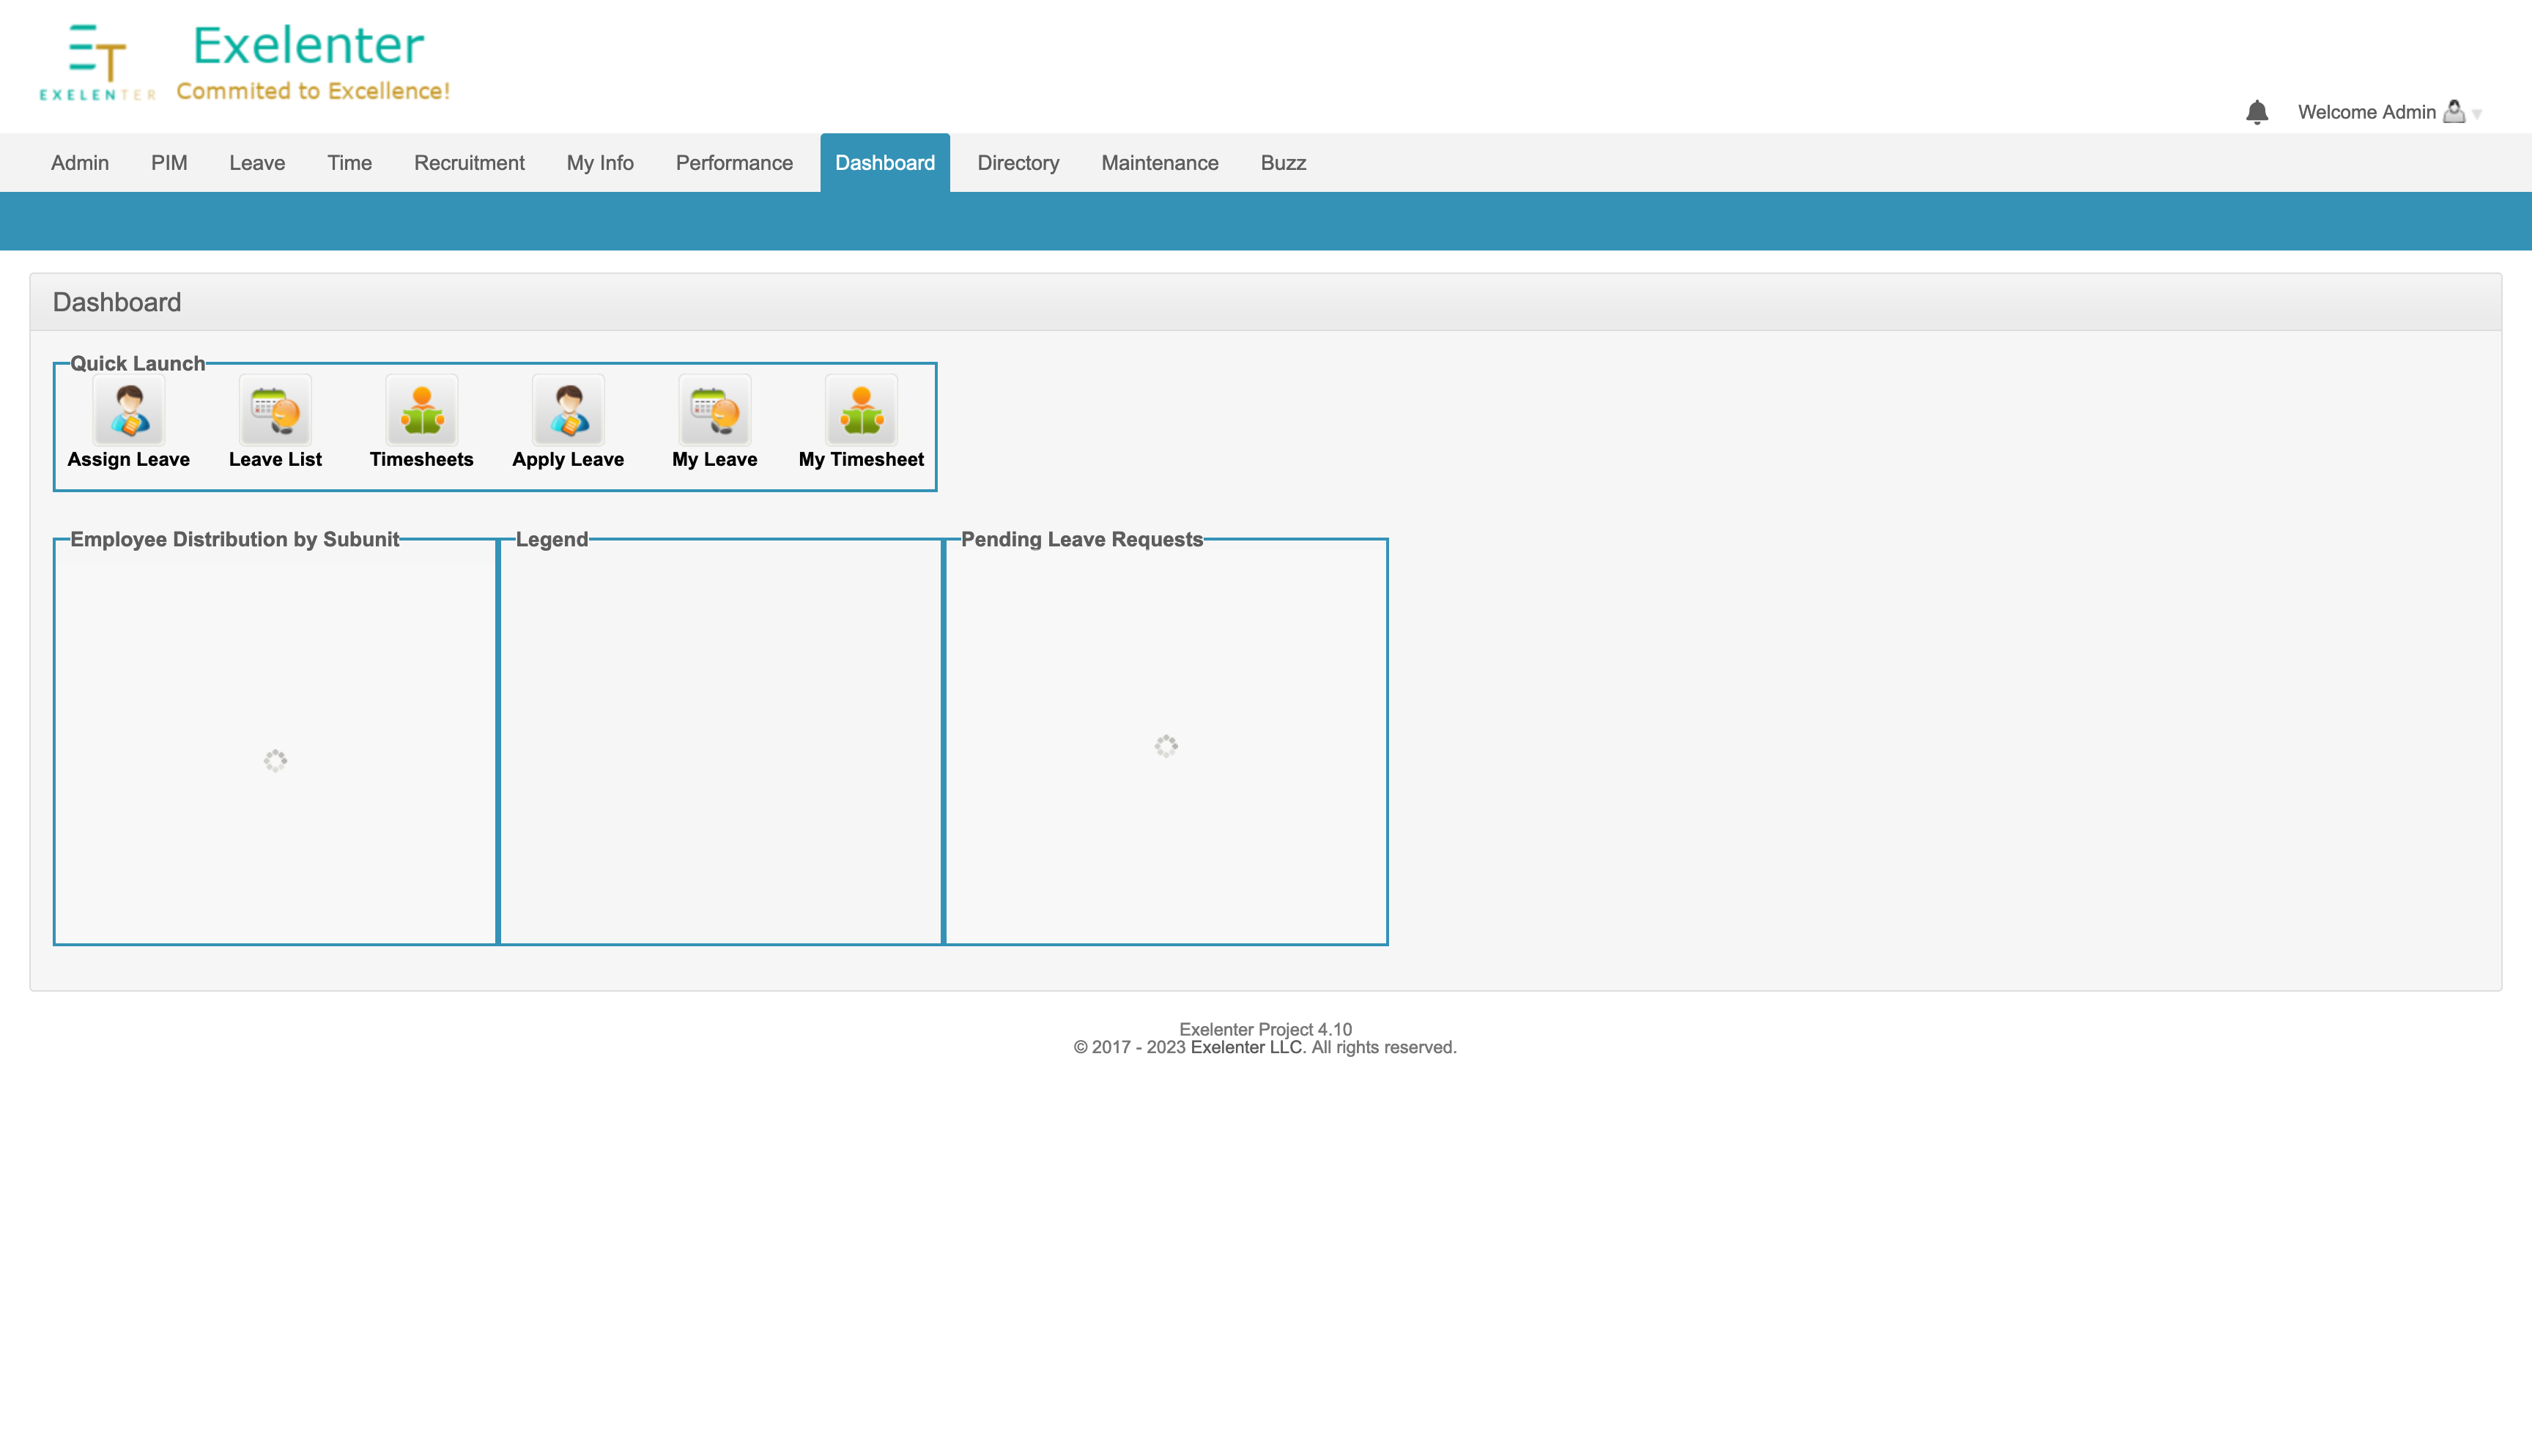 ET
EXELENTER
Exelenter
Commited to Excellence!
Welcome Admin
Admin PIM Leave Time Recruitment My Info Performance Dashboard Directory Maintenance Buzz
Dashboard
Quick Launch
Assign Leave Leave List Timesheets Apply Leave My Leave My Timesheet
Employee Distribution by Subunit Legend Pending Leave Requests
Exelenter Project 4.10
© 2017 - 2023 Exelenter LLC. All rights reserved.